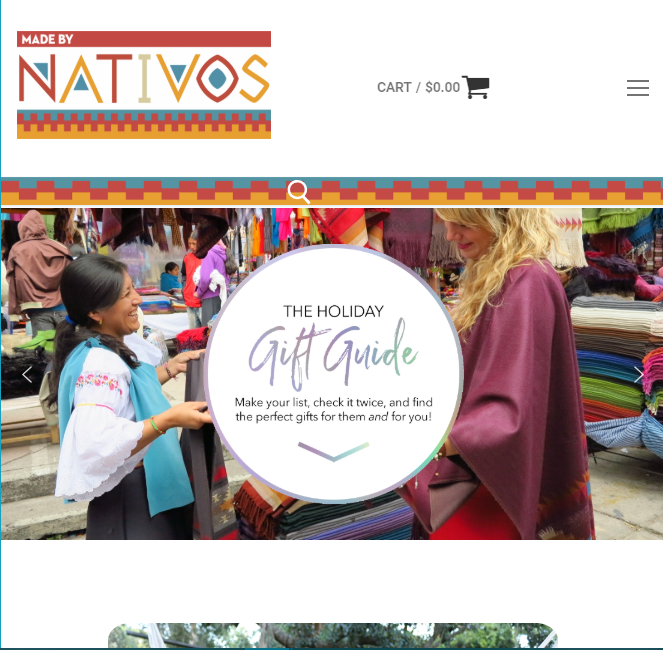 MADE BY
NATIVOS
CART / $0.00
THE HOLIDAY
Gift Guide
Make your list, check it twice, and find
the perfect gifts for them and for you!